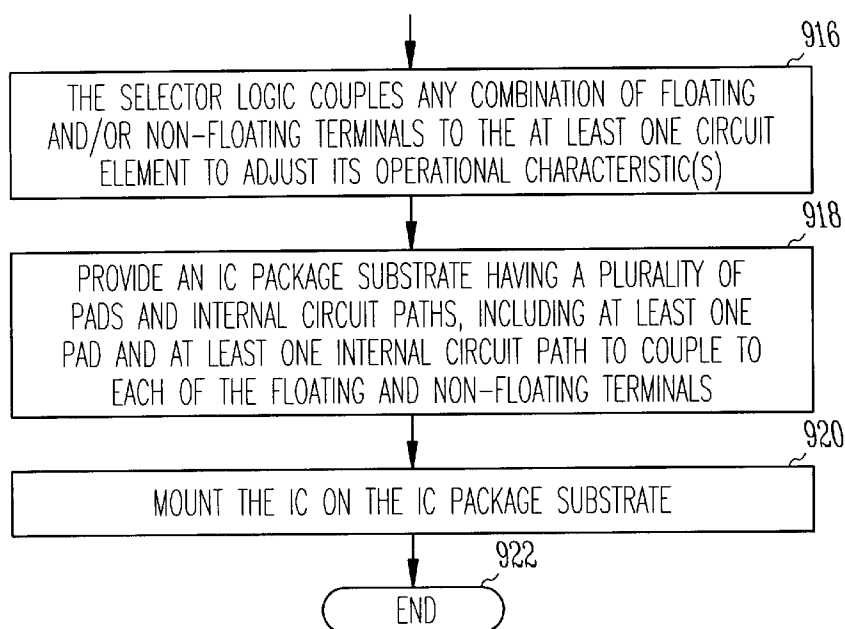 916
THE SELECTOR LOGIC COUPLES ANY COMBINATION OF FLOATING
AND/OR NON-FLOATING TERMINALS TO THE AT LEAST ONE CIRCUIT
ELEMENT TO ADJUST ITS OPERATIONAL CHARACTERISTIC(S)
918
PROVIDE AN IC PACKAGE SUBSTRATE HAVING A PLURALITY OF
PADS AND INTERNAL CIRCUIT PATHS, INCLUDING AT LEAST ONE
PAD AND AT LEAST ONE INTERNAL CIRCUIT PATH TO COUPLE TO
EACH OF THE FLOATING AND NON-FLOATING TERMINALS
920
MOUNT THE IC ON THE IC PACKAGE SUBSTRATE
922
END